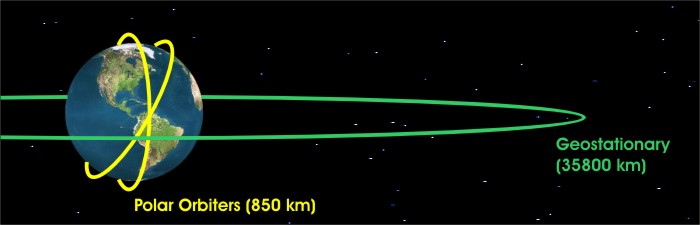 Geostationary
(35800 km)
Polar Orbiters (850 km)